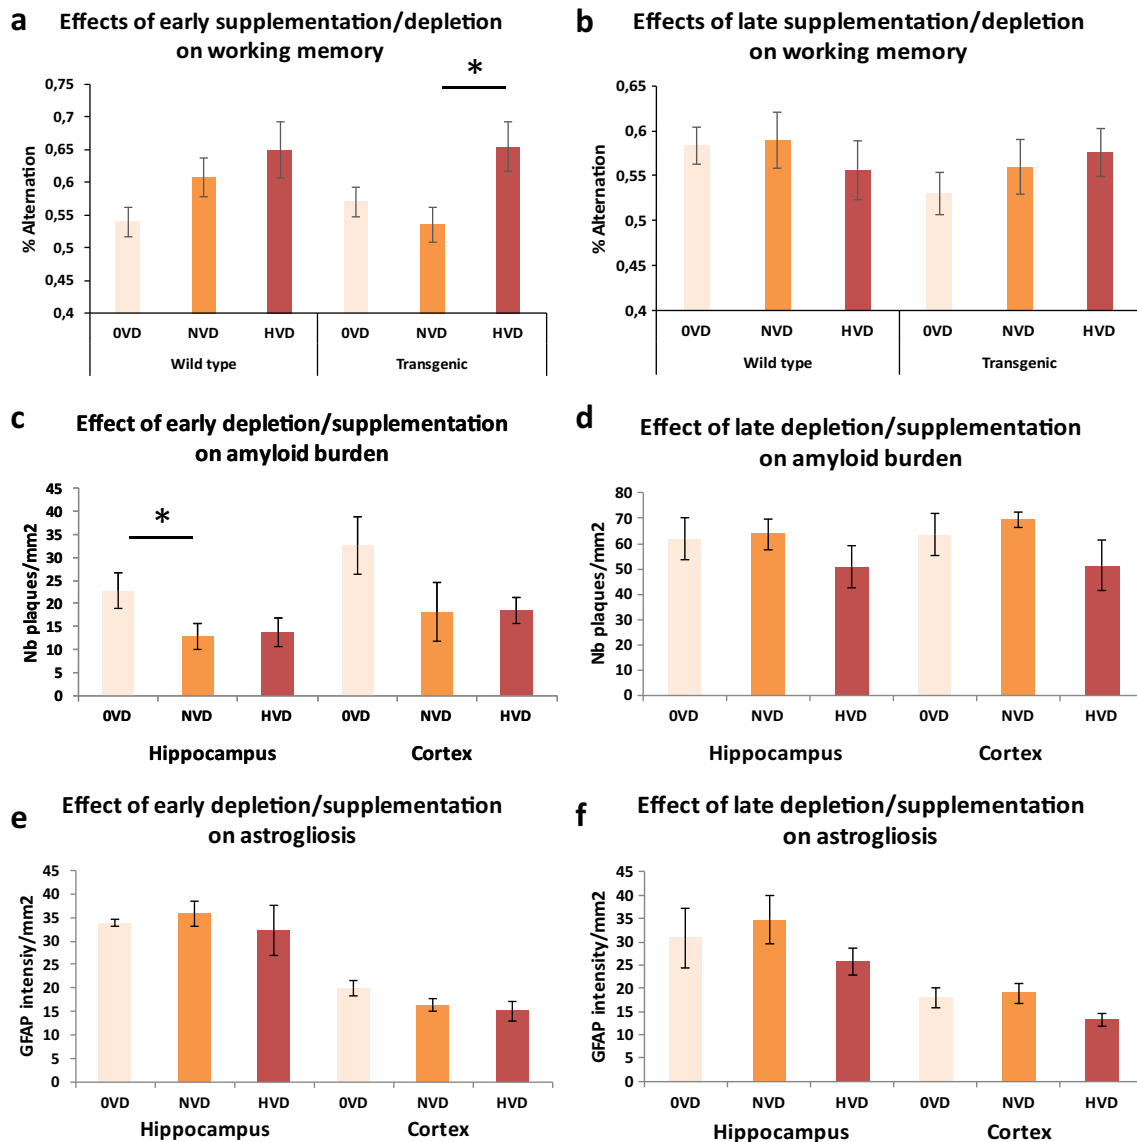 a
Effects of early supplementation/depletion
on working memory
*
% Alternation
0,75
0,7
0,65
0,6
0,55
0,5
0,45
0,4
0VD NVD HVD 0VD NVD HVD
Wild type Transgenic
b
Effects of late supplementation/depletion
on working memory
% Alternation
0,65
0,6
0,55
0,5
0,45
0,4
0VD NVD HVD 0VD NVD HVD
Wild type Transgenic
c
Effect of early depletion/supplementation
on amyloid burden
*
Nb plaques/mm2
45
40
35
30
25
20
15
10
5
0
0VD NVD HVD 0VD NVD HVD
Hippocampus Cortex
d
Effect of late depletion/supplementation
on amyloid burden
Nb plaques/mm2
80
70
60
50
40
30
20
10
0
0VD NVD HVD 0VD NVD HVD
Hippocampus Cortex
e
Effect of early depletion/supplementation
on astrogliosis
GFAP intensiy/mm2
45
40
35
30
25
20
15
10
5
0
0VD NVD HVD 0VD NVD HVD
Hippocampus Cortex
f
Effect of late depletion/supplementation
on astrogliosis
GFAP intensity/mm2
45
40
35
30
25
20
15
10
5
0
0VD NVD HVD 0VD NVD HVD
Hippocampus Cortex